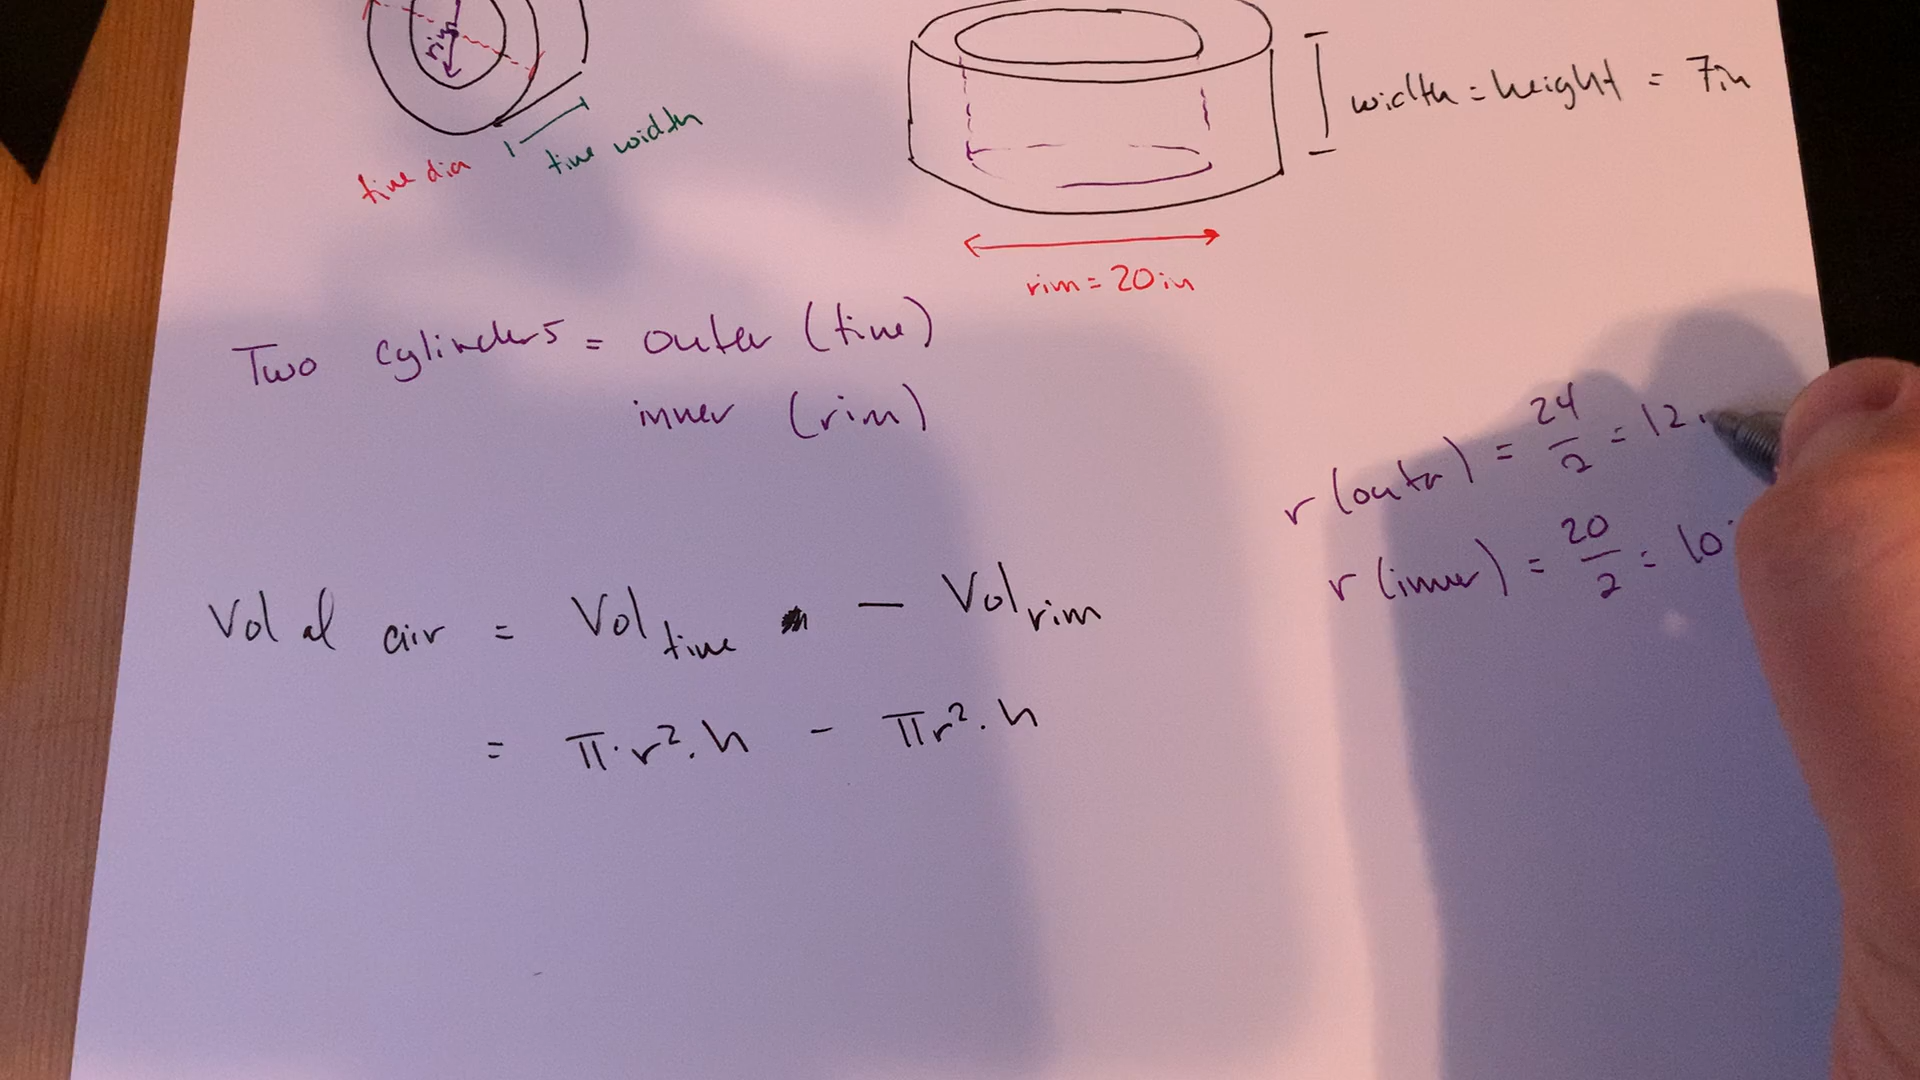 rim
tire dia
tire width
width = height = 7in
rim = 20in
Two cylinders = outer (tire)
inner (rim)
r (outer) = 24/2 = 12
r (inner) = 20/2 = 10
Vol of air = Vol tire - Vol rim
= π·r²·h - πr²·h